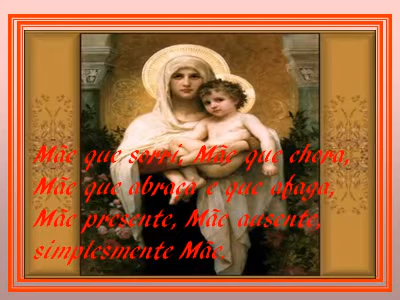 Mãe que sorri, Mãe que chora,
Mãe que abraça e que afaga,
Mãe presente, Mãe ausente,
simplesmente Mãe.